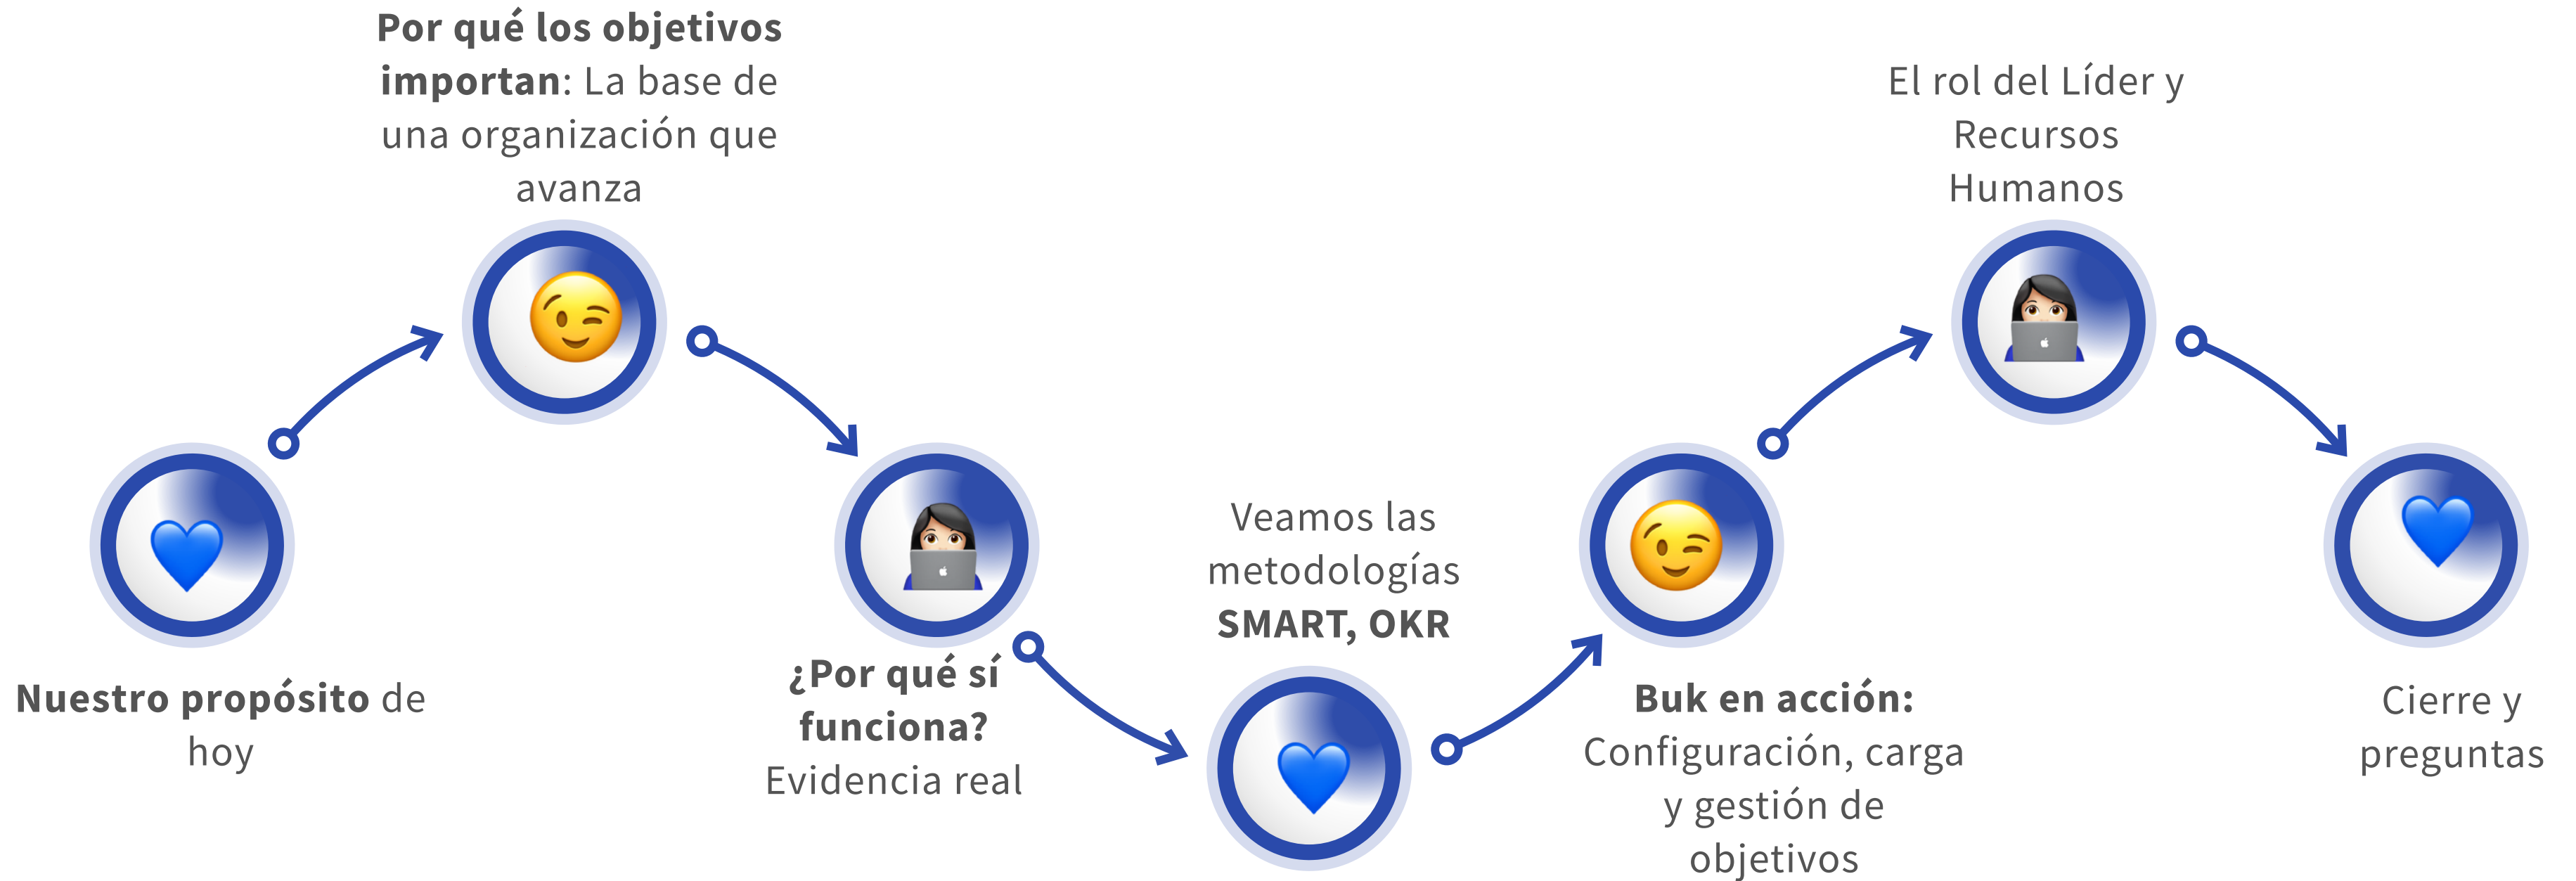 Por qué los objetivos
importan: La base de
una organización que
avanza
El rol del Líder y
Recursos
Humanos
Nuestro propósito de
hoy
¿Por qué sí
funciona?
Evidencia real
Veamos las
metodologías
SMART, OKR
Buk en acción:
Configuración, carga
y gestión de
objetivos
Cierre y
preguntas